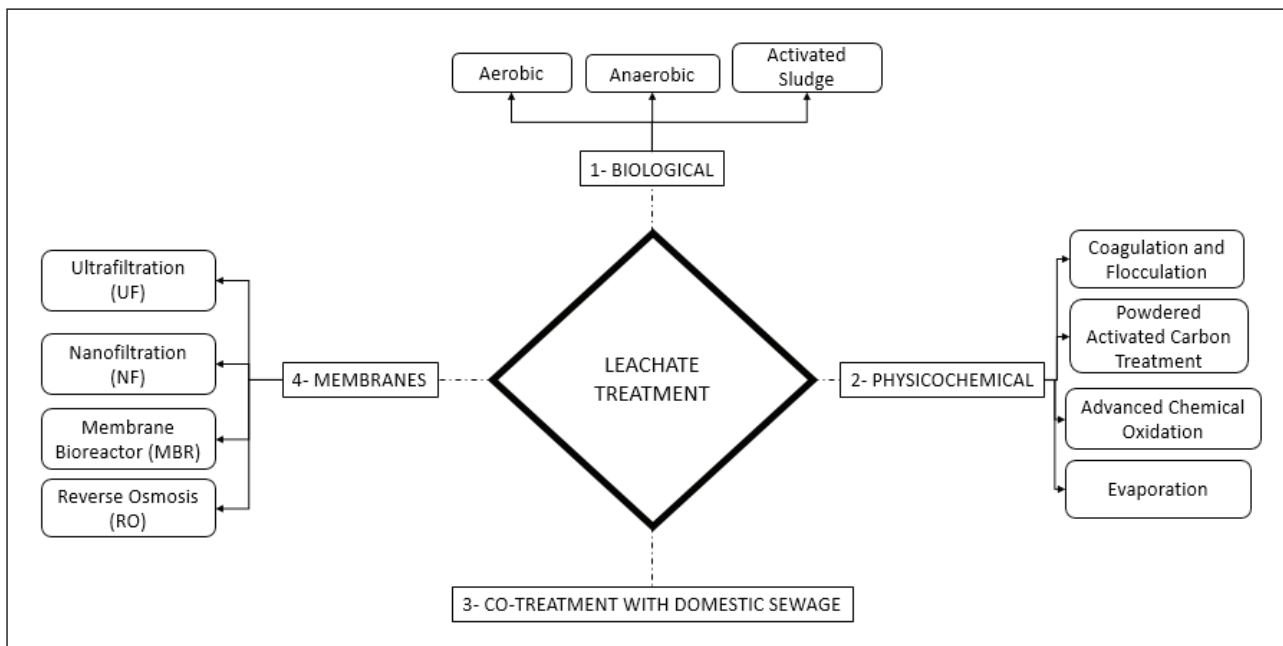 Aerobic
Anaerobic
Activated
Sludge
1- BIOLOGICAL
Ultrafiltration
(UF)
Nanofiltration
(NF)
Membrane
Bioreactor (MBR)
Reverse Osmosis
(RO)
4- MEMBRANES
LEACHATE
TREATMENT
2- PHYSICOCHEMICAL
Coagulation and
Flocculation
Powdered
Activated Carbon
Treatment
Advanced Chemical
Oxidation
Evaporation
3- CO-TREATMENT WITH DOMESTIC SEWAGE